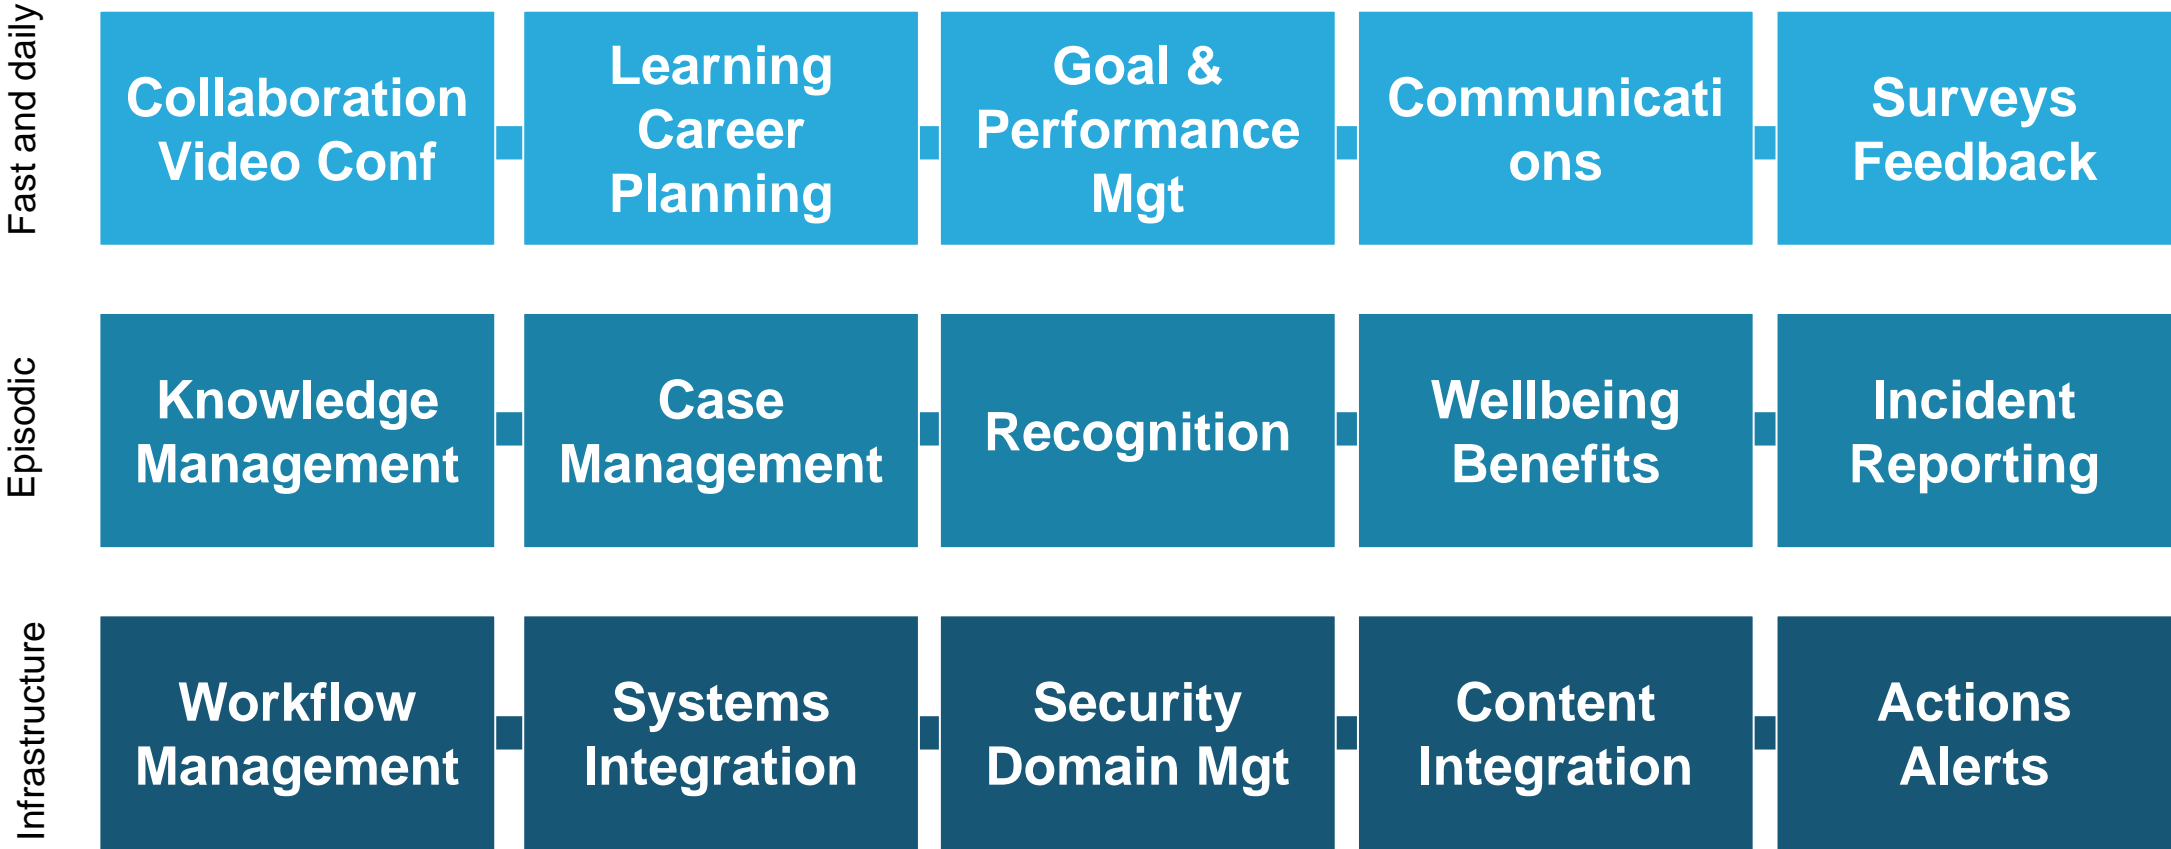 Fast and daily
Collaboration
Video Conf
Learning
Career
Planning
Goal &
Performance
Mgt
Communicati
ons
Surveys
Feedback
Episodic
Knowledge
Management
Case
Management
Recognition
Wellbeing
Benefits
Incident
Reporting
Infrastructure
Workflow
Management
Systems
Integration
Security
Domain Mgt
Content
Integration
Actions
Alerts